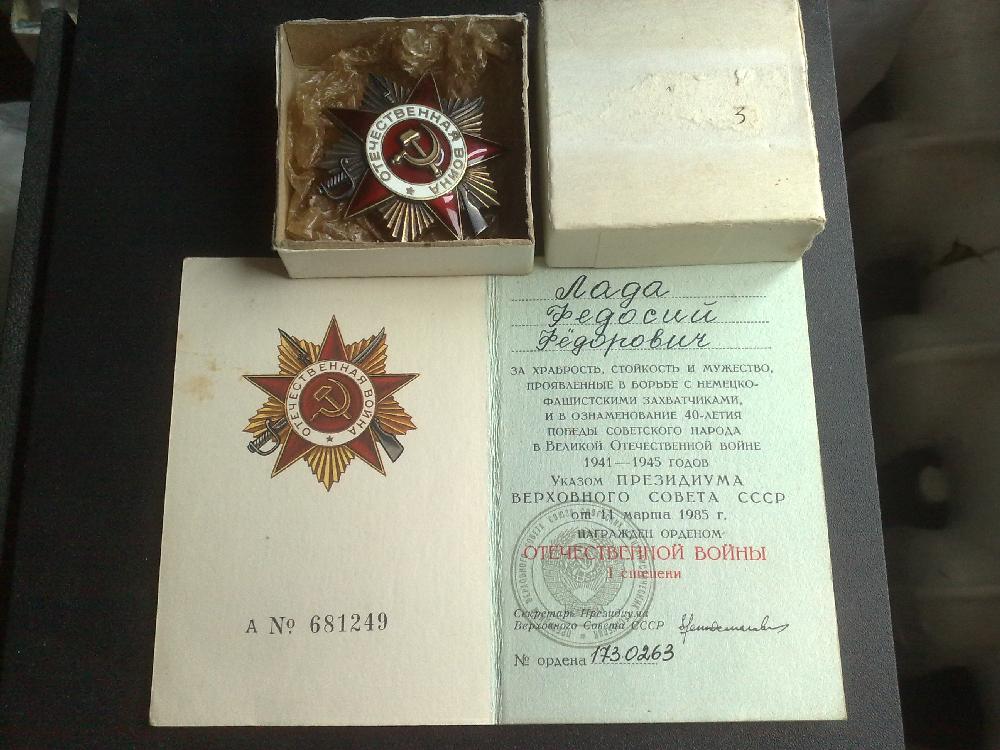 ОТЕЧЕСТВЕННАЯ ВОЙНА
3
ОТЕЧЕСТВЕННАЯ ВОЙНА
А № 681249
Лада
Федосий
Фёдорович
ЗА ХРАБРОСТЬ, СТОЙКОСТЬ И МУЖЕСТВО,
ПРОЯВЛЕННЫЕ В БОРЬБЕ С НЕМЕЦКО-
ФАШИСТСКИМИ ЗАХВАТЧИКАМИ,
И В ОЗНАМЕНОВАНИЕ 40-ЛЕТИЯ
ПОБЕДЫ СОВЕТСКОГО НАРОДА
В ВЕЛИКОЙ ОТЕЧЕСТВЕННОЙ ВОЙНЕ
1941—1945 ГОДОВ
УКАЗОМ ПРЕЗИДИУМА
ВЕРХОВНОГО СОВЕТА СССР
от 11 марта 1985 г.
НАГРАЖДЕН ОРДЕНОМ
ОТЕЧЕСТВЕННОЙ ВОЙНЫ
I степени
Секретарь Президиума
Верховного Совета СССР
№ ордена 1730263